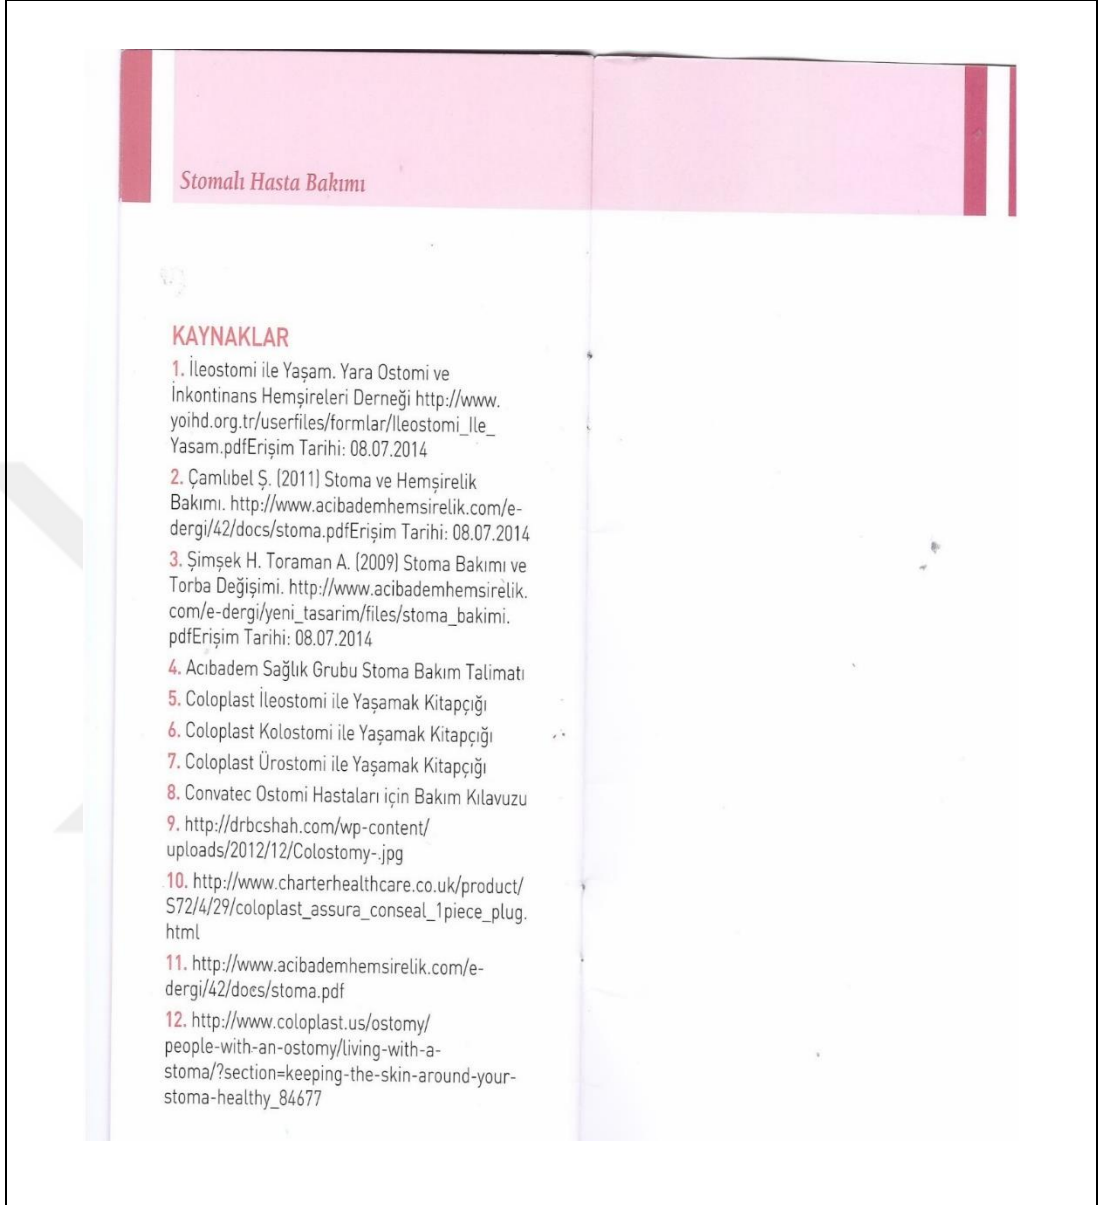 Stomalı Hasta Bakımı
KAYNAKLAR
1. İleostomi ile Yaşam. Yara Ostomi ve
İnkontinans Hemşireleri Derneği http://www.
yoihd.org.tr/userfiles/formlar/Ileostomi_Ile_
Yasam.pdfErişim Tarihi: 08.07.2014
2. Çamlıbel Ş. (2011) Stoma ve Hemşirelik
Bakımı. http://www.acibademhemsirelik.com/e-
dergi/42/docs/stoma.pdfErişim Tarihi: 08.07.2014
3. Şimşek H. Toraman A. (2009) Stoma Bakımı ve
Torba Değişimi. http://www.acibademhemsirelik.
com/e-dergi/yeni_tasarim/files/stoma_bakimi.
pdfErişim Tarihi: 08.07.2014
4. Acıbadem Sağlık Grubu Stoma Bakım Talimatı
5. Coloplast İleostomi ile Yaşamak Kitapçığı
6. Coloplast Kolostomi ile Yaşamak Kitapçığı
7. Coloplast Ürostomi ile Yaşamak Kitapçığı
8. Convatec Ostomi Hastaları için Bakım Kılavuzu
9. http://drbcshah.com/wp-content/
uploads/2012/12/Colostomy-.jpg
10. http://www.charterhealthcare.co.uk/product/
S72/4/29/coloplast_assura_conseal_1piece_plug.
html
11. http://www.acibademhemsirelik.com/e-
dergi/42/docs/stoma.pdf
12. http://www.coloplast.us/ostomy/
people-with-an-ostomy/living-with-a-
stoma/?section=keeping-the-skin-around-your-
stoma-healthy_84677